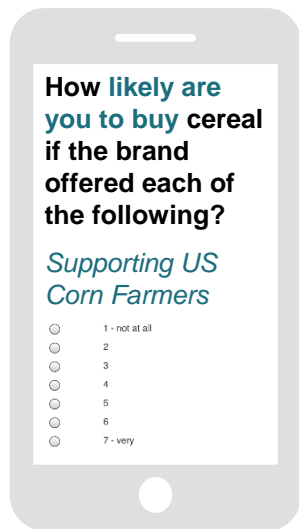 How likely are
you to buy cereal
if the brand
offered each of
the following?
Supporting US
Corn Farmers
1 - not at all
2
3
4
5
6
7 - very